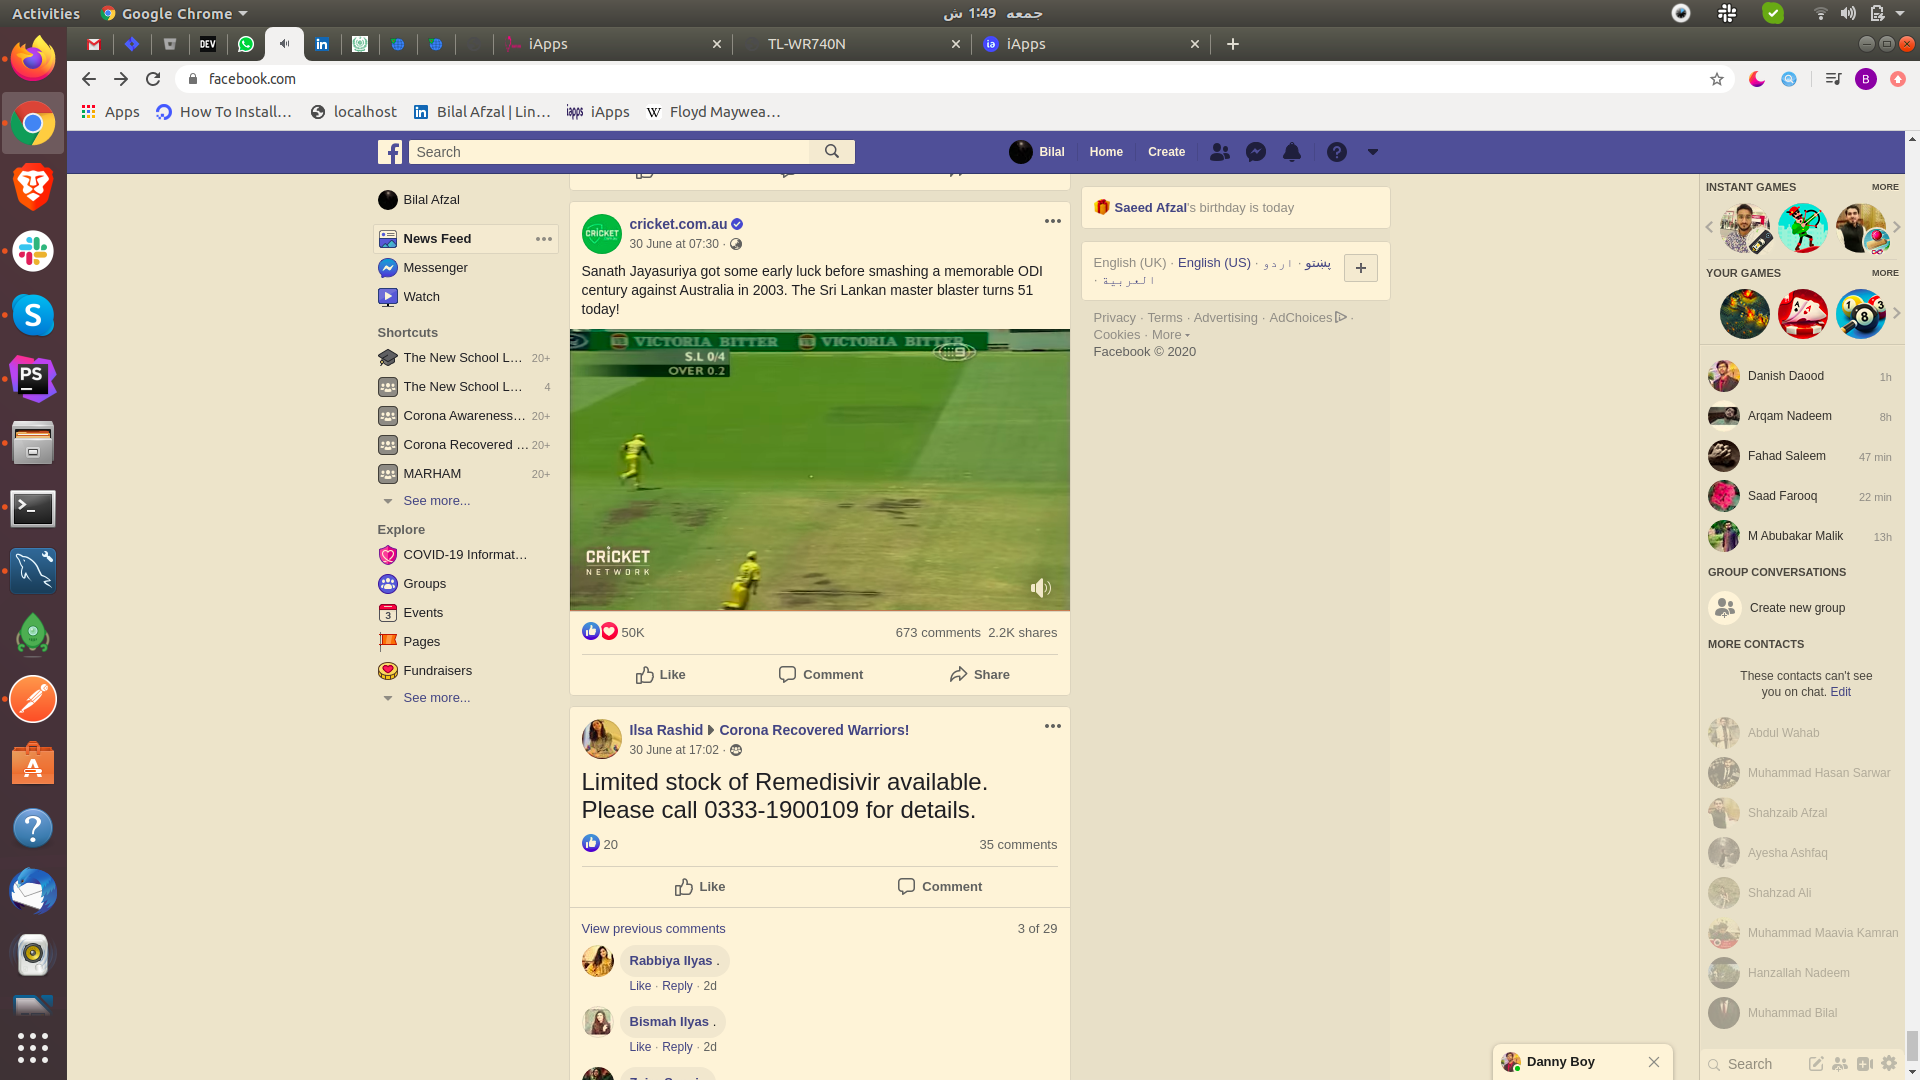 Activities
Google Chrome
جمعه 1:49 ش
DEV
iApps
TL-WR740N
iApps
facebook.com
B
Apps
How To Install...
localhost
Bilal Afzal | Lin...
iApps
Floyd Maywea...
Search
Bilal
Home
Create
Bilal Afzal
News Feed
Messenger
Watch
Shortcuts
The New School L... 20+
The New School L... 4
Corona Awareness... 20+
Corona Recovered ... 20+
MARHAM 20+
See more...
Explore
COVID-19 Informat...
Groups
3 Events
Pages
Fundraisers
See more...
CRICKET
cricket.com.au
30 June at 07:30 ·
Sanath Jayasuriya got some early luck before smashing a memorable ODI
century against Australia in 2003. The Sri Lankan master blaster turns 51
today!
VICTORIA BITTER VICTORIA BITTER
S.L 0/4
OVER 0.2
9
CRICKET
NETWORK
50K
673 comments 2.2K shares
Like
Comment
Share
Ilsa Rashid
Corona Recovered Warriors!
30 June at 17:02 ·
Limited stock of Remedisivir available.
Please call 0333-1900109 for details.
20
35 comments
Like
Comment
View previous comments
3 of 29
Rabbiya Ilyas .
Like · Reply · 2d
Bismah Ilyas .
Like · Reply · 2d
Saeed Afzal's birthday is today
English (UK) · English (US) · اردو · پښتو
العربية ·
Privacy · Terms · Advertising · AdChoices ·
Cookies · More
Facebook © 2020
INSTANT GAMES
MORE
YOUR GAMES
MORE
8
Danish Daood 1h
Arqam Nadeem 8h
Fahad Saleem 47 min
Saad Farooq 22 min
M Abubakar Malik 13h
GROUP CONVERSATIONS
Create new group
MORE CONTACTS
These contacts can't see
you on chat. Edit
Abdul Wahab
Muhammad Hasan Sarwar
Shahzaib Afzal
Ayesha Ashfaq
Shahzad Ali
Muhammad Maavia Kamran
Hanzallah Nadeem
Muhammad Bilal
Search
Danny Boy
PS